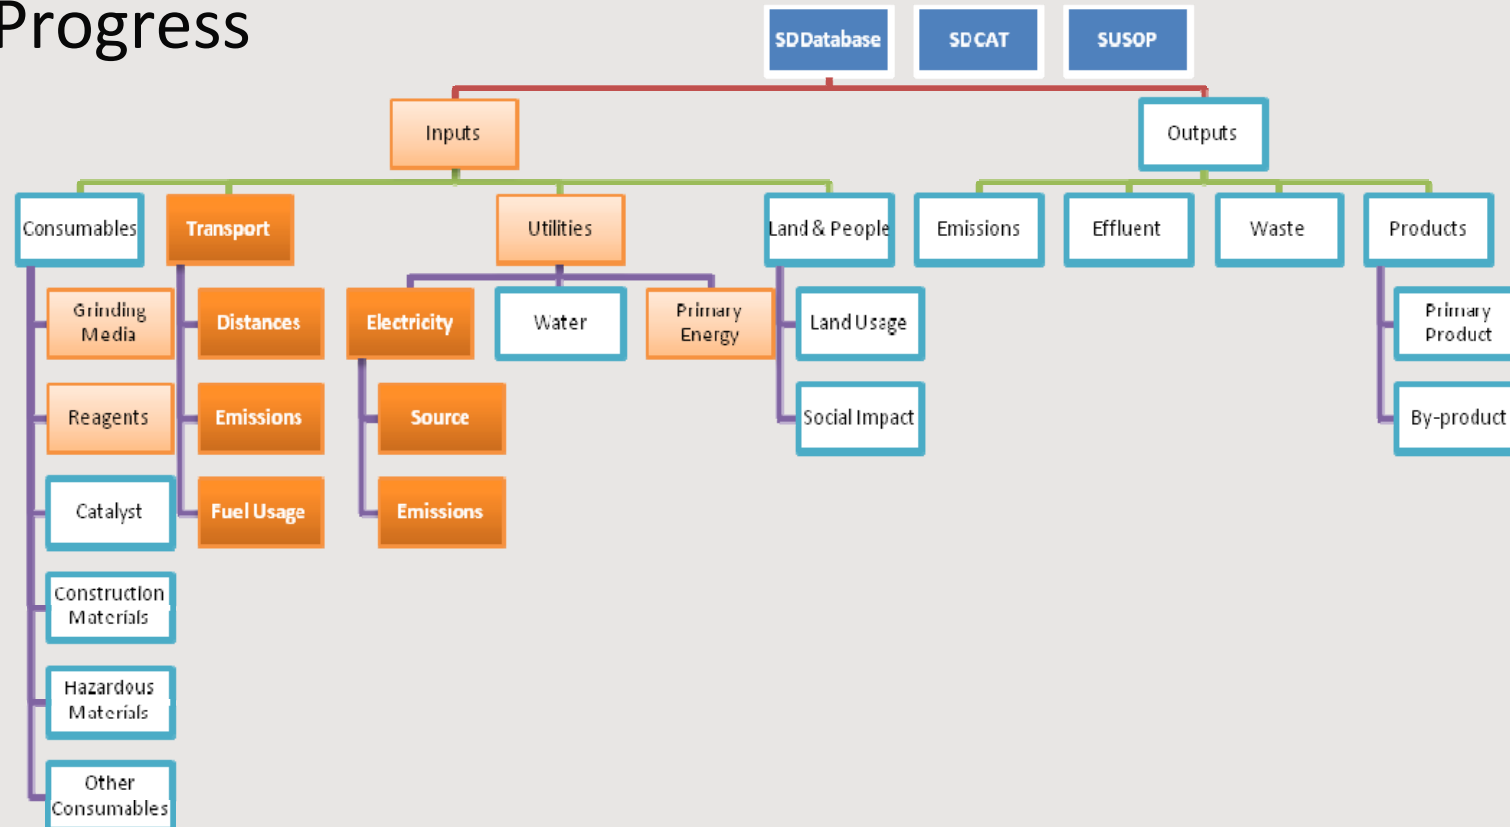 Progress
SDDatabase
SDCAT
SUSOP
Inputs
Outputs
Consumables
Transport
Utilities
Land & People
Emissions
Effluent
Waste
Products
Grinding
Media
Distances
Electricity
Water
Primary
Energy
Land Usage
Primary
Product
Reagents
Emissions
Source
Social Impact
By-product
Catalyst
Fuel Usage
Emissions
Construction
Materials
Hazardous
Materials
Other
Consumables